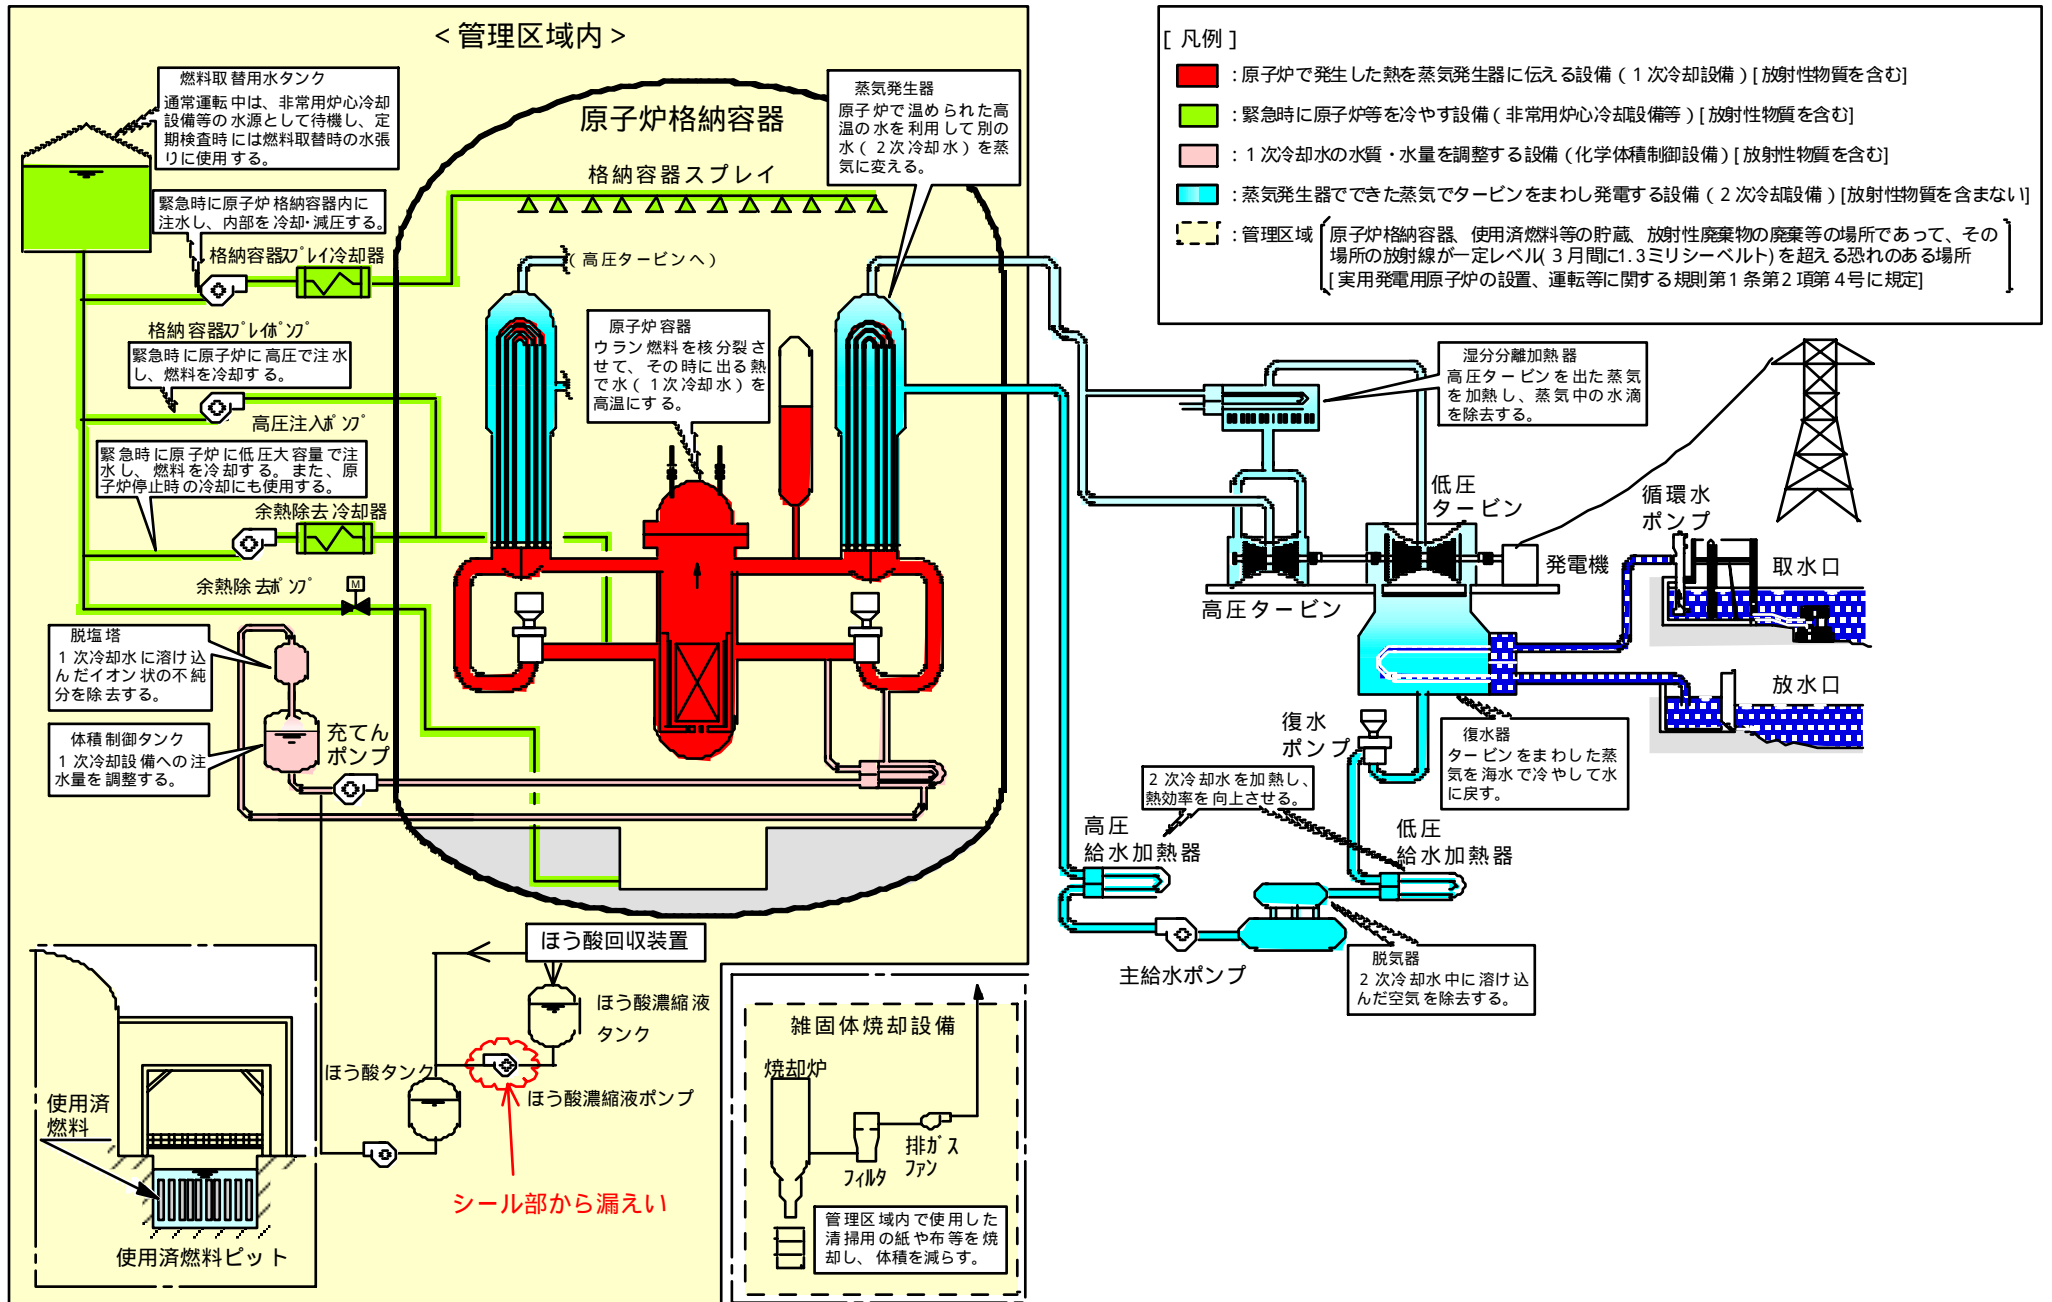 ＜管理区域内＞
燃料取替用水タンク
通常運転中は、非常用炉心冷却
設備等の水源として待機し、定
期検査時には燃料取替時の水張
りに使用する。
緊急時に原子炉格納容器内に
注水し、内部を冷却・減圧する。
格納容器ｽﾌﾟﾚｲ冷却器
格納容器ｽﾌﾟﾚｲﾎﾟﾝﾌﾟ
緊急時に原子炉に高圧で注水
し、燃料を冷却する。
高圧注入ﾎﾟﾝﾌﾟ
緊急時に原子炉に低圧大容量で注
水し、燃料を冷却する。また、原
子炉停止時の冷却にも使用する。
余熱除去冷却器
余熱除去ﾎﾟﾝﾌﾟ
M
脱塩塔
１次冷却水に溶け込
んだイオン状の不純
分を除去する。
体積制御タンク
１次冷却設備への注
水量を調整する。
充てん
ポンプ
原子炉格納容器
格納容器スプレイ
（高圧タービンへ）
原子炉容器
ウラン燃料を核分裂さ
せて、その時に出る熱
で水（１次冷却水）を
高温にする。
蒸気発生器
原子炉で温められた高
温の水を利用して別の
水（２次冷却水）を蒸
気に変える。
[ 凡例 ]
：原子炉で発生した熱を蒸気発生器に伝える設備（１次冷却設備）[放射性物質を含む]
：緊急時に原子炉等を冷やす設備（非常用炉心冷却設備等）[放射性物質を含む]
：１次冷却水の水質・水量を調整する設備（化学体積制御設備）[放射性物質を含む]
：蒸気発生器でできた蒸気でタービンをまわし発電する設備（２次冷却設備）[放射性物質を含まない]
：管理区域
原子炉格納容器、使用済燃料等の貯蔵、放射性廃棄物の廃棄等の場所であって、その
場所の放射線が一定レベル(３月間に1.3ミリシーベルト)を超える恐れのある場所
[実用発電用原子炉の設置、運転等に関する規則第１条第２項第４号に規定]
湿分分離加熱器
高圧タービンを出た蒸気
を加熱し、蒸気中の水滴
を除去する。
低圧
タービン
高圧タービン
発電機
循環水
ポンプ
取水口
放水口
復水
ポンプ
復水器
タービンをまわした蒸
気を海水で冷やして水
に戻す。
２次冷却水を加熱し、
熱効率を向上させる。
高圧
給水加熱器
低圧
給水加熱器
主給水ポンプ
脱気器
２次冷却水中に溶け込
んだ空気を除去する。
ほう酸回収装置
ほう酸濃縮液
タンク
ほう酸タンク
ほう酸濃縮液ポンプ
シール部から漏えい
使用済
燃料
使用済燃料ピット
雑固体焼却設備
焼却炉
ﾌｨﾙﾀ
排ｶﾞｽ
ﾌｧﾝ
管理区域内で使用した
清掃用の紙や布等を焼
却し、体積を減らす。